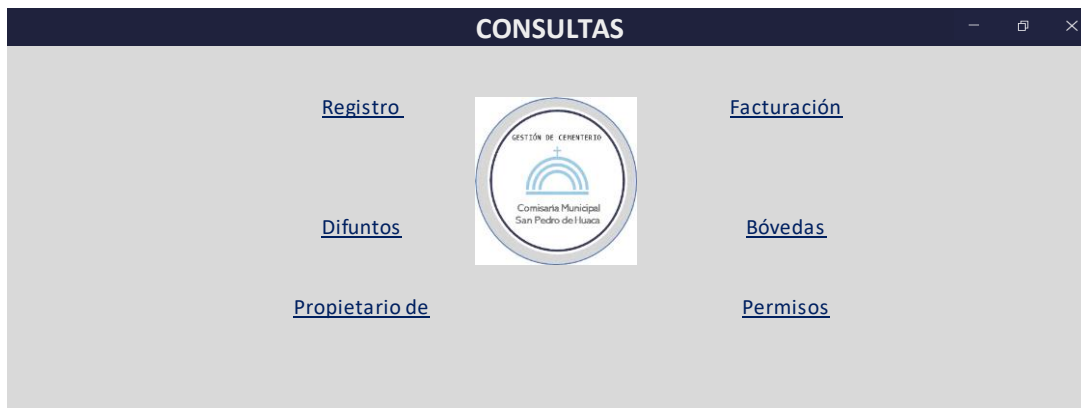 CONSULTAS
Registro
Facturación
GESTIÓN DE CEMENTERIO
Comisaría Municipal
San Pedro de Huaca
Difuntos
Bóvedas
Propietario de
Permisos